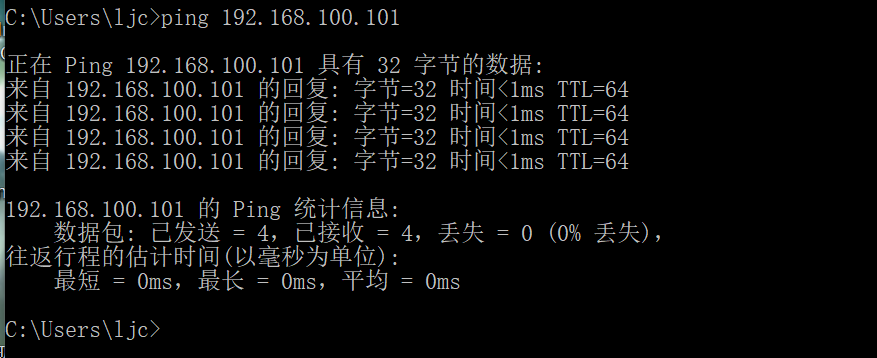 C:\Users\ljc>ping 192.168.100.101
正在 Ping 192.168.100.101 具有 32 字节的数据:
来自 192.168.100.101 的回复: 字节=32 时间<1ms TTL=64
来自 192.168.100.101 的回复: 字节=32 时间<1ms TTL=64
来自 192.168.100.101 的回复: 字节=32 时间<1ms TTL=64
来自 192.168.100.101 的回复: 字节=32 时间<1ms TTL=64
192.168.100.101 的 Ping 统计信息:
数据包: 已发送 = 4，已接收 = 4，丢失 = 0 (0% 丢失)，
往返行程的估计时间(以毫秒为单位):
最短 = 0ms，最长 = 0ms，平均 = 0ms
C:\Users\ljc>